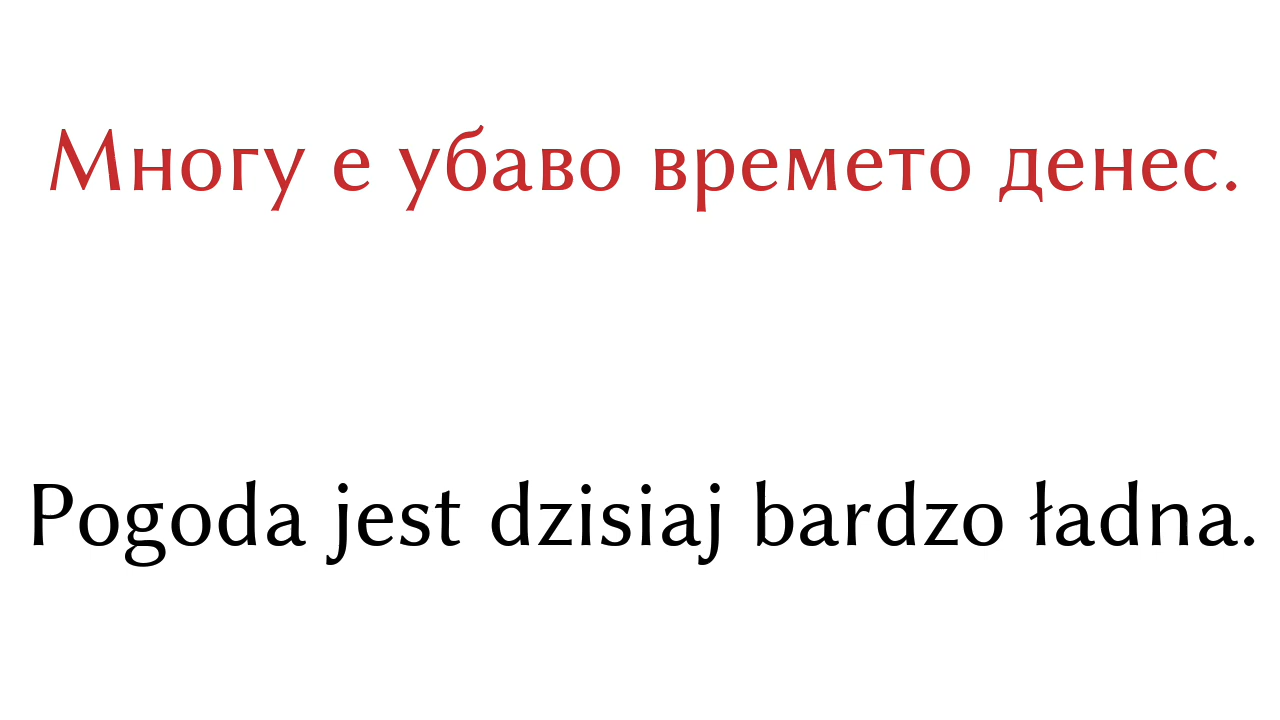 Многу е убаво времето денес.
Pogoda jest dzisiaj bardzo ładna.